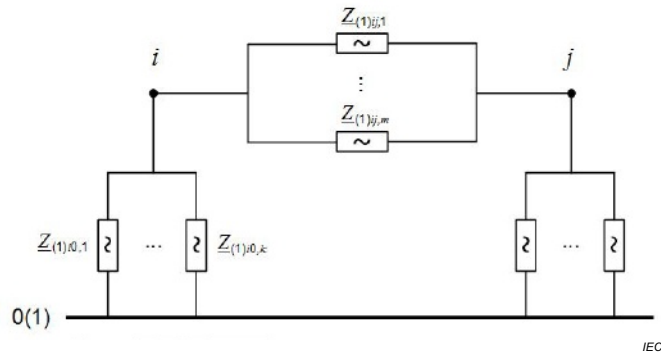 Z(1)ij,1
i
j
⋮
Z(1)ij,m
Z(1)i0,1
...
Z(1)i0,k
...
0(1)
IEC